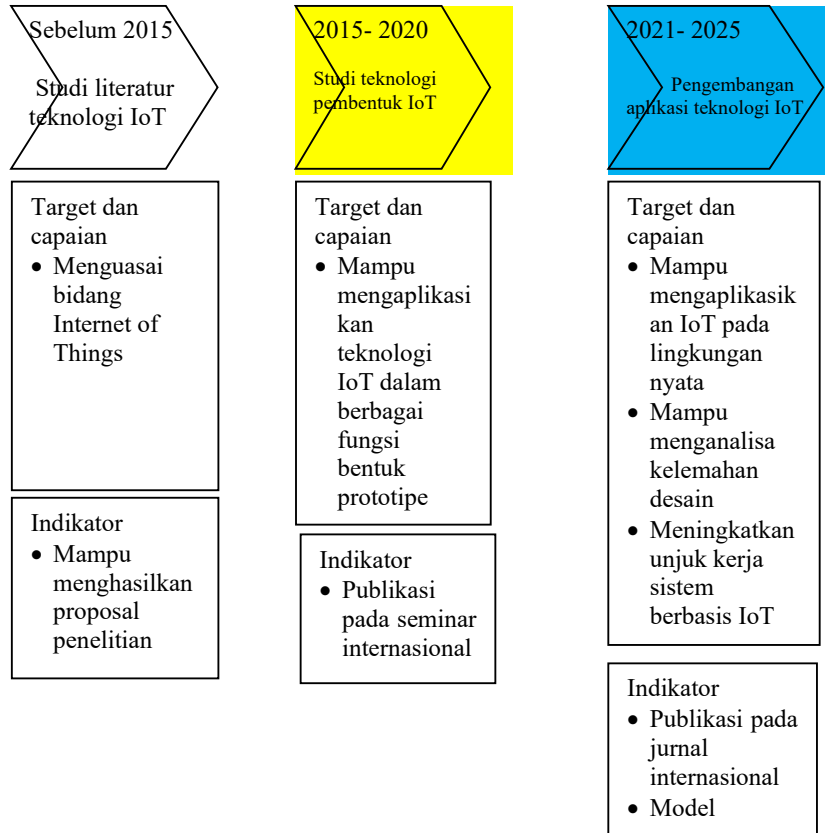 Sebelum 2015
Studi literatur
teknologi IoT
Target dan
capaian
• Menguasai
bidang
Internet of
Things
Indikator
• Mampu
menghasilkan
proposal
penelitian
2015- 2020
Studi teknologi
pembentuk IoT
Target dan
capaian
• Mampu
mengaplikasi
kan
teknologi
IoT dalam
berbagai
fungsi
bentuk
prototipe
Indikator
• Publikasi
pada seminar
internasional
2021- 2025
Pengembangan
aplikasi teknologi IoT
Target dan
capaian
• Mampu
mengaplikasik
an IoT pada
lingkungan
nyata
• Mampu
menganalisa
kelemahan
desain
• Meningkatkan
unjuk kerja
sistem
berbasis IoT
Indikator
• Publikasi pada
jurnal
internasional
• Model